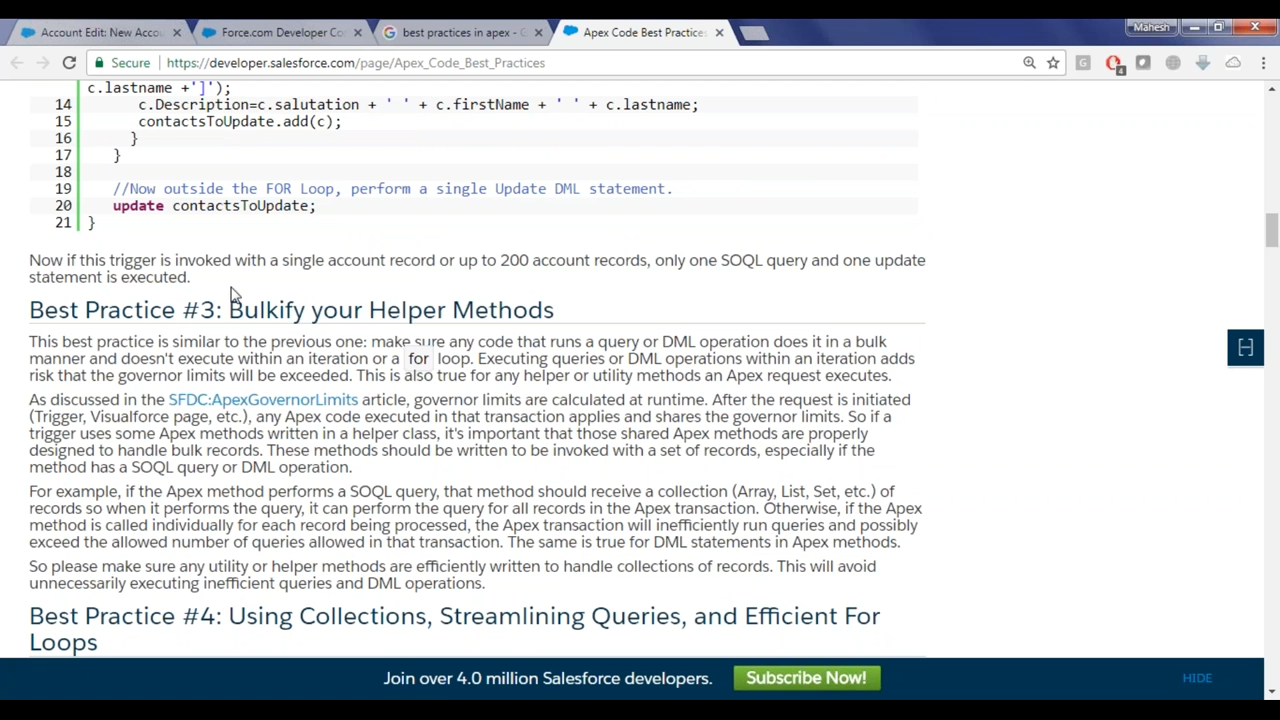 Account Edit: New Accou
Force.com Developer Co
best practices in apex - G
Apex Code Best Practices
Mahesh
Secure
https://developer.salesforce.com/page/Apex_Code_Best_Practices
4
c.lastname +']');
14 c.Description=c.salutation + ' ' + c.firstName + ' ' + c.lastname;
15 contactsToUpdate.add(c);
16 }
17 }
18
19 //Now outside the FOR Loop, perform a single Update DML statement.
20 update contactsToUpdate;
21 }
Now if this trigger is invoked with a single account record or up to 200 account records, only one SOQL query and one update
statement is executed.
Best Practice #3: Bulkify your Helper Methods
This best practice is similar to the previous one: make sure any code that runs a query or DML operation does it in a bulk
manner and doesn't execute within an iteration or a for loop. Executing queries or DML operations within an iteration adds
risk that the governor limits will be exceeded. This is also true for any helper or utility methods an Apex request executes.
As discussed in the SFDC:ApexGovernorLimits article, governor limits are calculated at runtime. After the request is initiated
(Trigger, Visualforce page, etc.), any Apex code executed in that transaction applies and shares the governor limits. So if a
trigger uses some Apex methods written in a helper class, it's important that those shared Apex methods are properly
designed to handle bulk records. These methods should be written to be invoked with a set of records, especially if the
method has a SOQL query or DML operation.
For example, if the Apex method performs a SOQL query, that method should receive a collection (Array, List, Set, etc.) of
records so when it performs the query, it can perform the query for all records in the Apex transaction. Otherwise, if the Apex
method is called individually for each record being processed, the Apex transaction will inefficiently run queries and possibly
exceed the allowed number of queries allowed in that transaction. The same is true for DML statements in Apex methods.
So please make sure any utility or helper methods are efficiently written to handle collections of records. This will avoid
unnecessarily executing inefficient queries and DML operations.
Best Practice #4: Using Collections, Streamlining Queries, and Efficient For
Loops
Join over 4.0 million Salesforce developers.
Subscribe Now!
HIDE